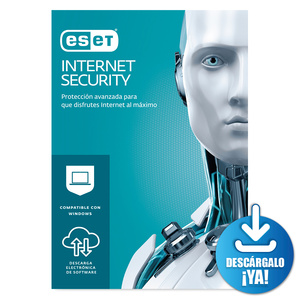 eset
INTERNET
SECURITY
Protección avanzada para
que disfrutes Internet al máximo
COMPATIBLE CON
WINDOWS
DESCARGA
ELECTRÓNICA
DE SOFTWARE
DESCÁRGALO
¡YA!